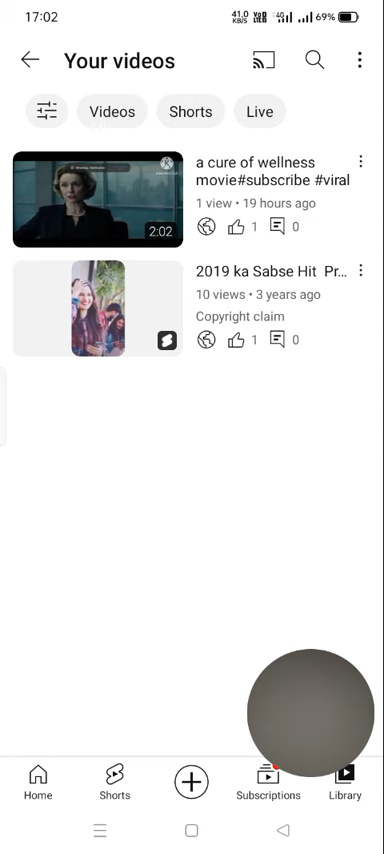 17:02
41.0 KB/S 4G 69%
Your videos
Videos
Shorts
Live
a cure of wellness
movie#subscribe #viral
1 view • 19 hours ago
1
0
2:02
2019 ka Sabse Hit Pr...
10 views • 3 years ago
Copyright claim
1
0
Home
Shorts
Subscriptions
Library